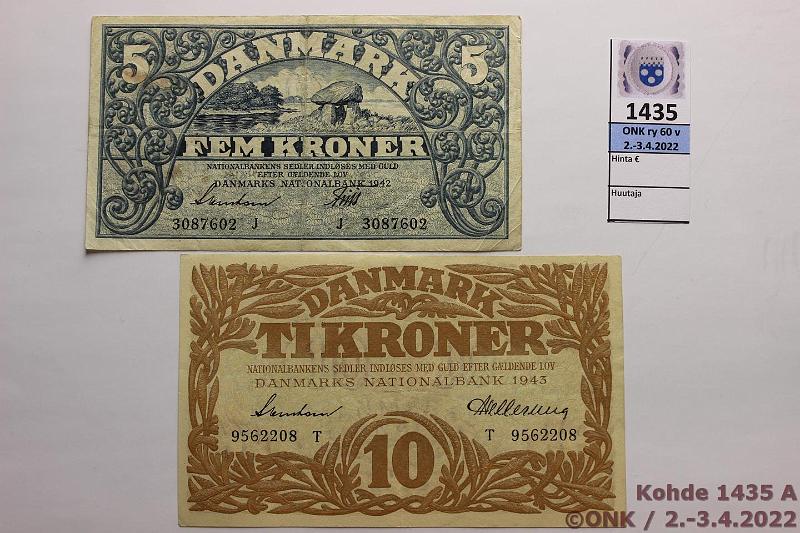 5 DANMARK 5
FEM KRONER
NATIONALBANKENS SEDLER INDLØSES MED GULD
EFTER GÆLDENDE LOV
DANMARKS NATIONALBANK 1942
3087602 J J 3087602
1435
ONK ry 60 v
2.-3.4.2022
Hinta €
Huutaja
DANMARK
TI KRONER
NATIONALBANKENS SEDLER INDLØSES MED GULD EFTER GÆLDENDE LOV
DANMARKS NATIONALBANK 1943
9562208 T T 9562208
10
Kohde 1435 A
©ONK / 2.-3.4.2022